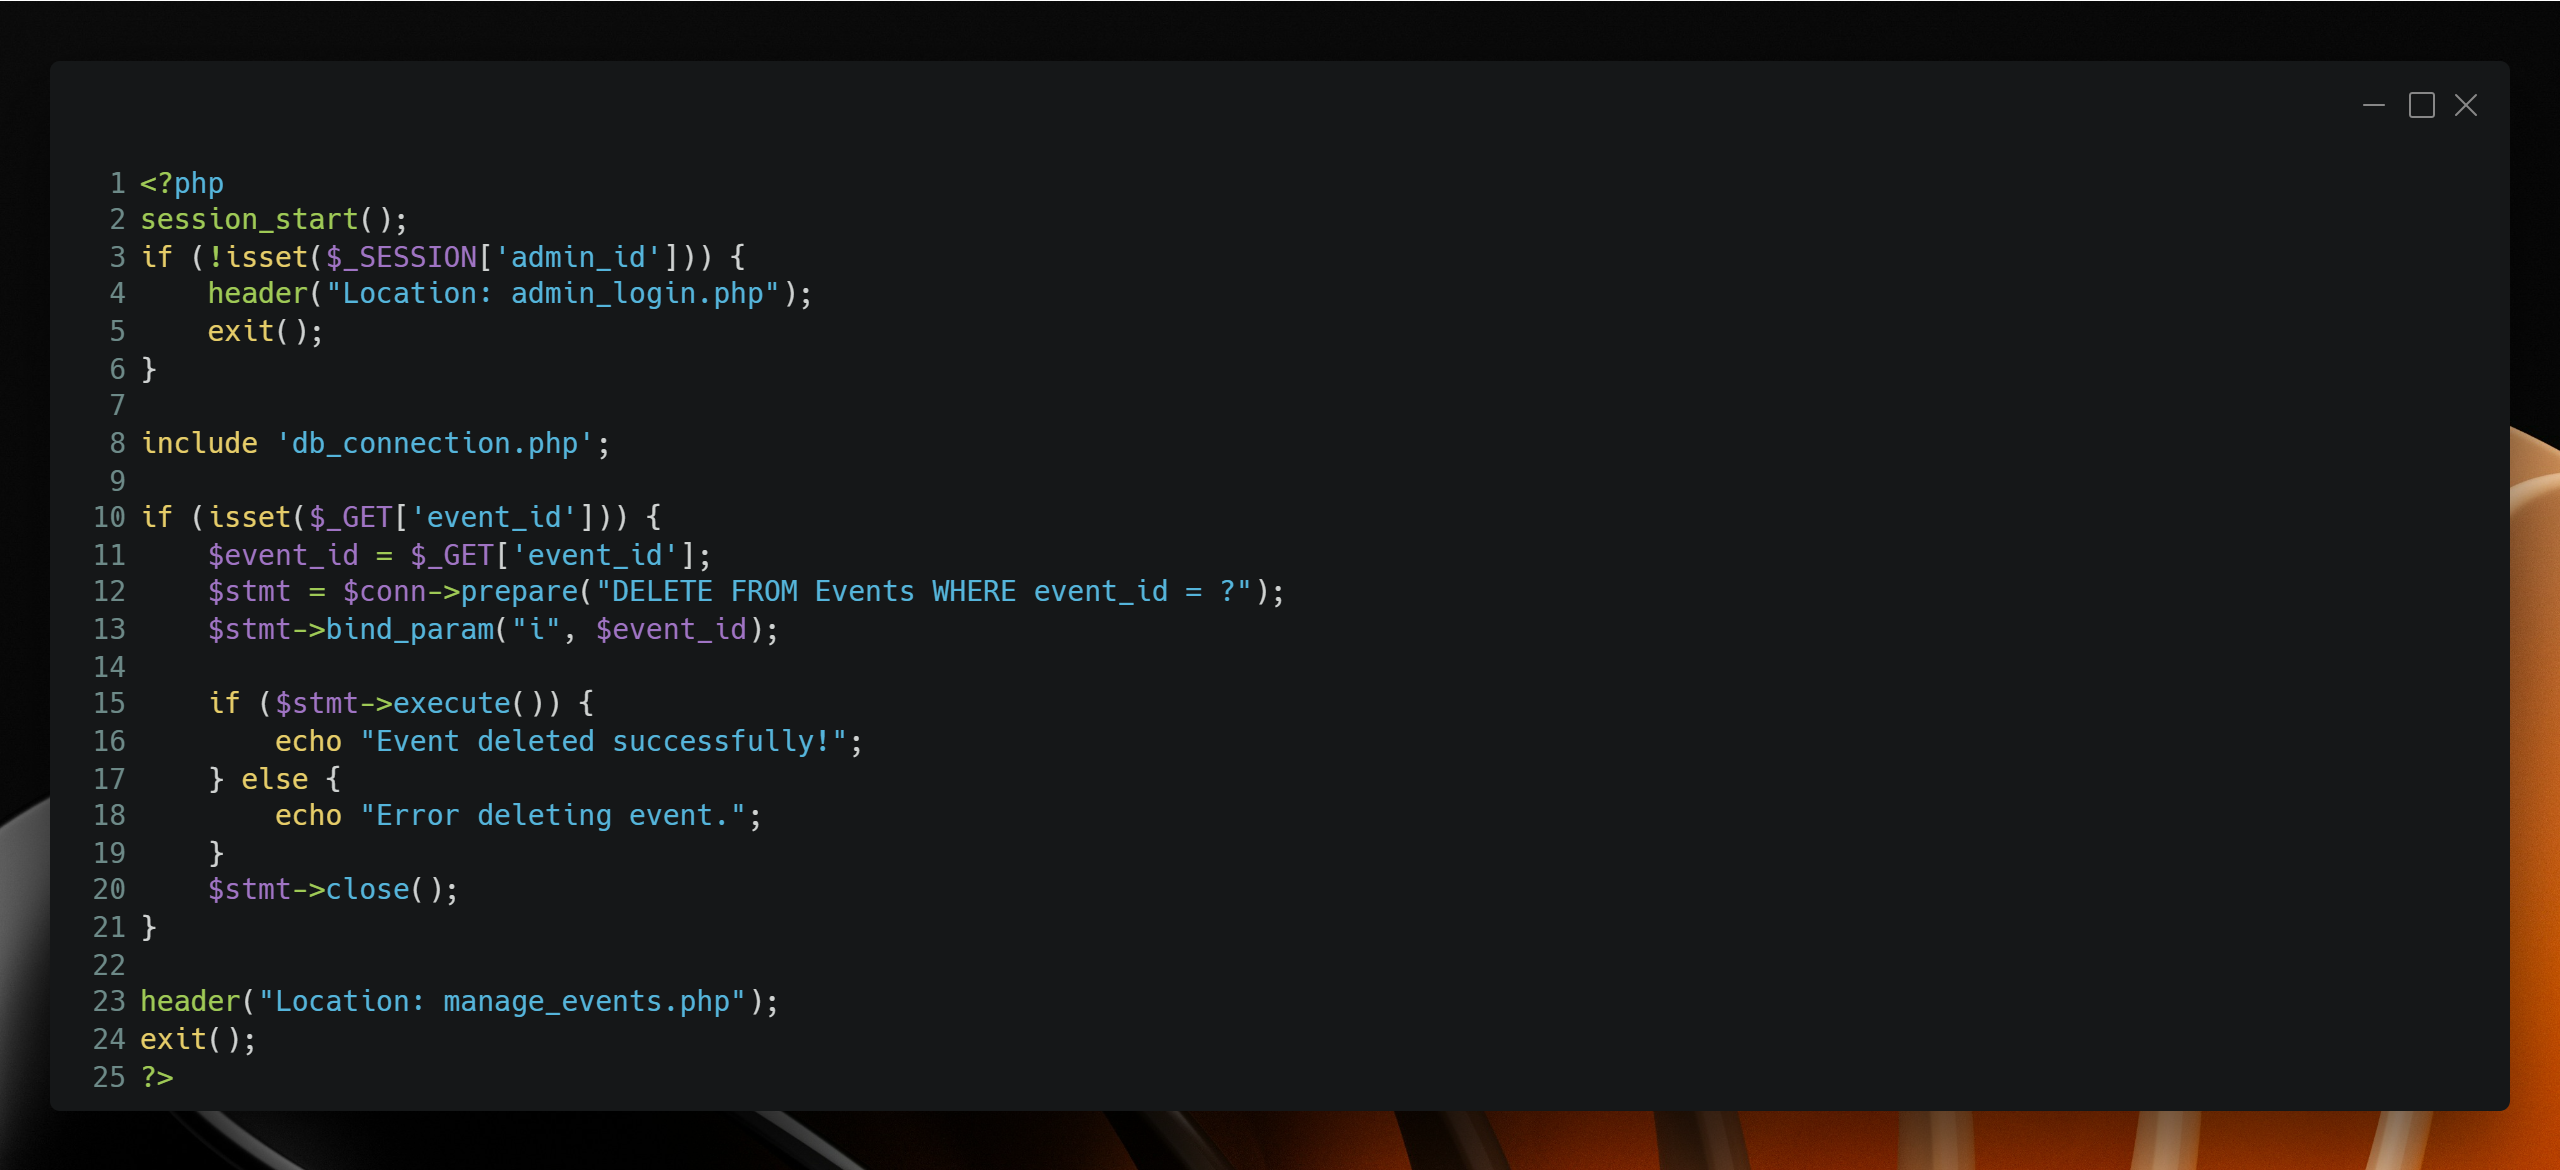 1 <?php
2 session_start();
3 if (!isset($_SESSION['admin_id'])) {
4     header("Location: admin_login.php");
5     exit();
6 }
7
8 include 'db_connection.php';
9
10 if (isset($_GET['event_id'])) {
11     $event_id = $_GET['event_id'];
12     $stmt = $conn->prepare("DELETE FROM Events WHERE event_id = ?");
13     $stmt->bind_param("i", $event_id);
14
15     if ($stmt->execute()) {
16         echo "Event deleted successfully!";
17     } else {
18         echo "Error deleting event.";
19     }
20     $stmt->close();
21 }
22
23 header("Location: manage_events.php");
24 exit();
25 ?>